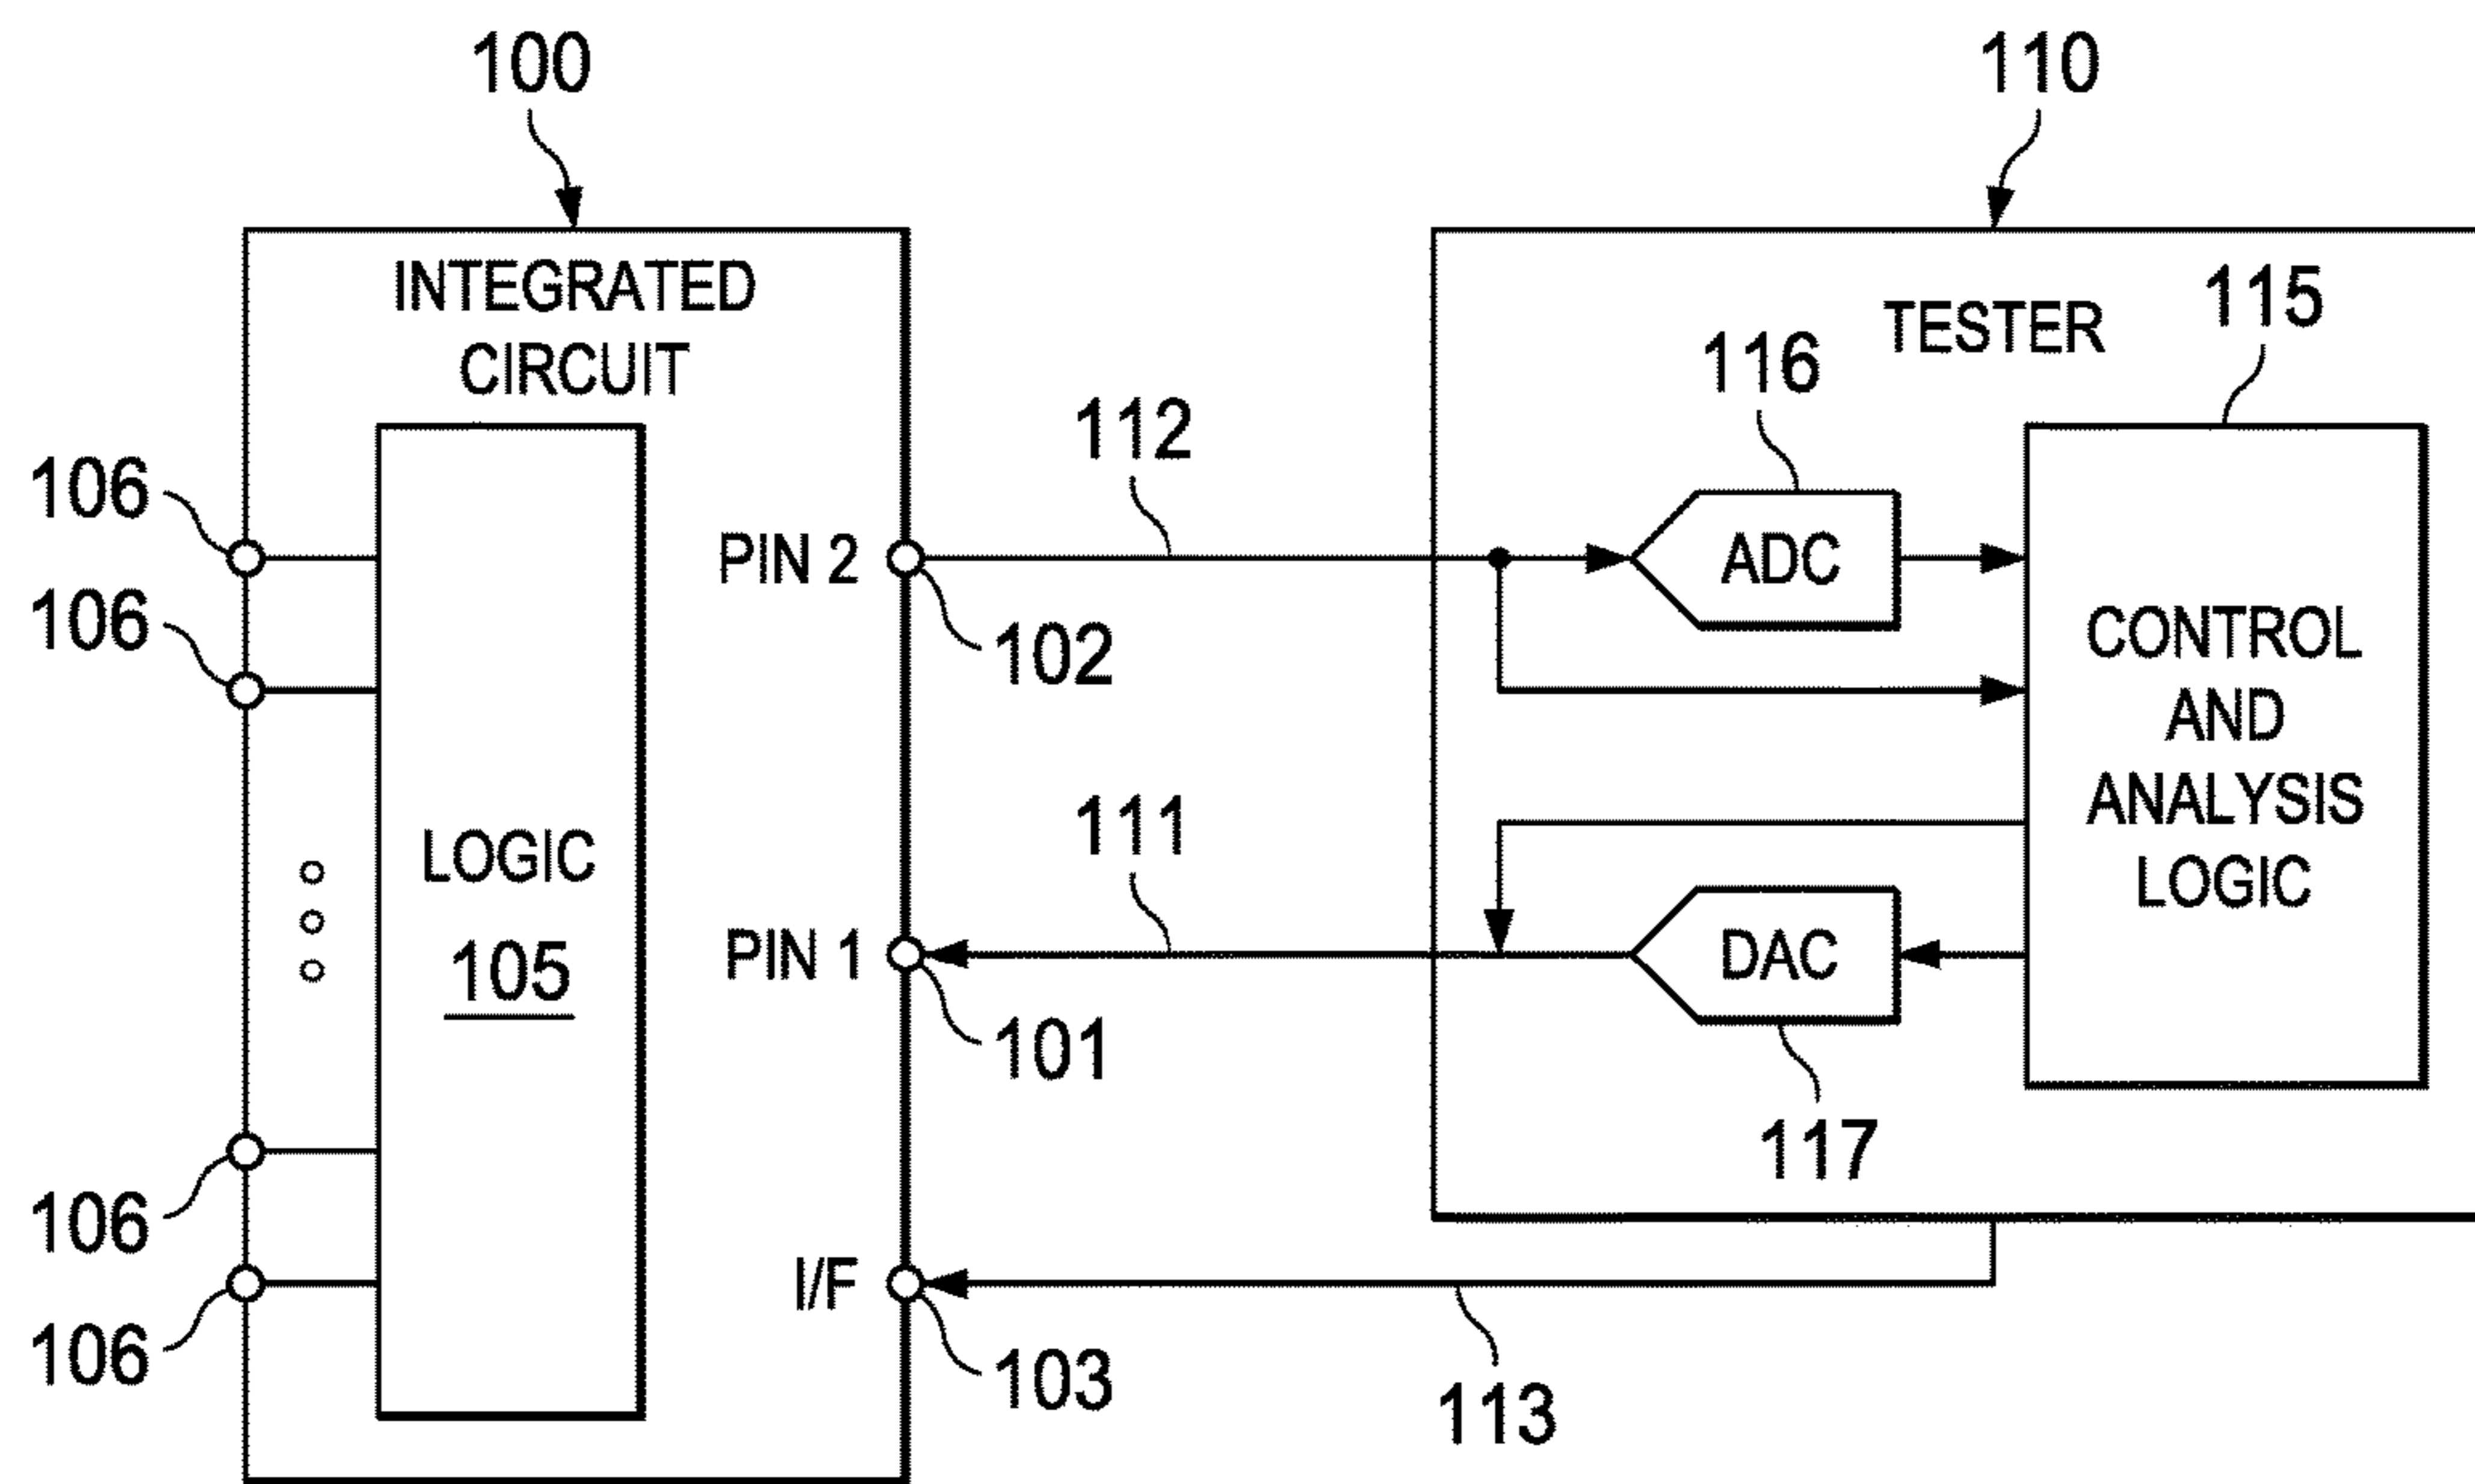 100
110
INTEGRATED
CIRCUIT
TESTER
115
116
112
106
106
PIN 2
102
ADC
CONTROL
AND
ANALYSIS
LOGIC
LOGIC
105
111
PIN 1
101
DAC
117
106
106
I/F
103
113